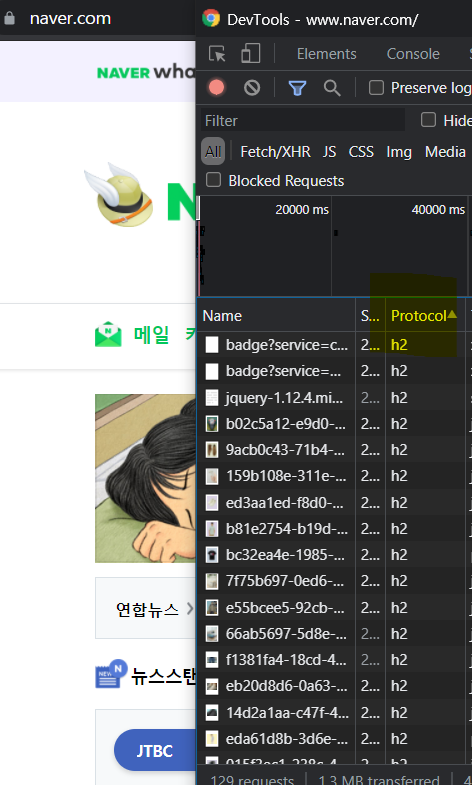 naver.com
DevTools - www.naver.com/
NAVER wha
Elements Console S
Preserve log
Filter Hide
All Fetch/XHR JS CSS Img Media
Blocked Requests
20000 ms 40000 ms
N
Name S... Protocol
badge?service=c... 2... h2
메일
badge?service=... 2... h2
jquery-1.12.4.mi... 2... h2
b02c5a12-e9d0-... 2... h2
9acb0c43-71b4-... 2... h2
159b108e-311e-... 2... h2
ed3aa1ed-f8d0-... 2... h2
b81e2754-b19d-... 2... h2
bc32ea4e-1985-... 2... h2
7f75b697-0ed6-... 2... h2
연합뉴스 >
e55bcee5-92cb-... 2... h2
66ab5697-5d8e-... 2... h2
f1381fa4-18cd-4... 2... h2
NEWS N 뉴스스탠
eb20d8d6-0a63-... 2... h2
14d2a1aa-c47f-4... 2... h2
eda61d8b-3d6e-... 2... h2
JTBC
015f3ec1-238c-4... 2... h2
129 requests 1.3 MB transferred 4